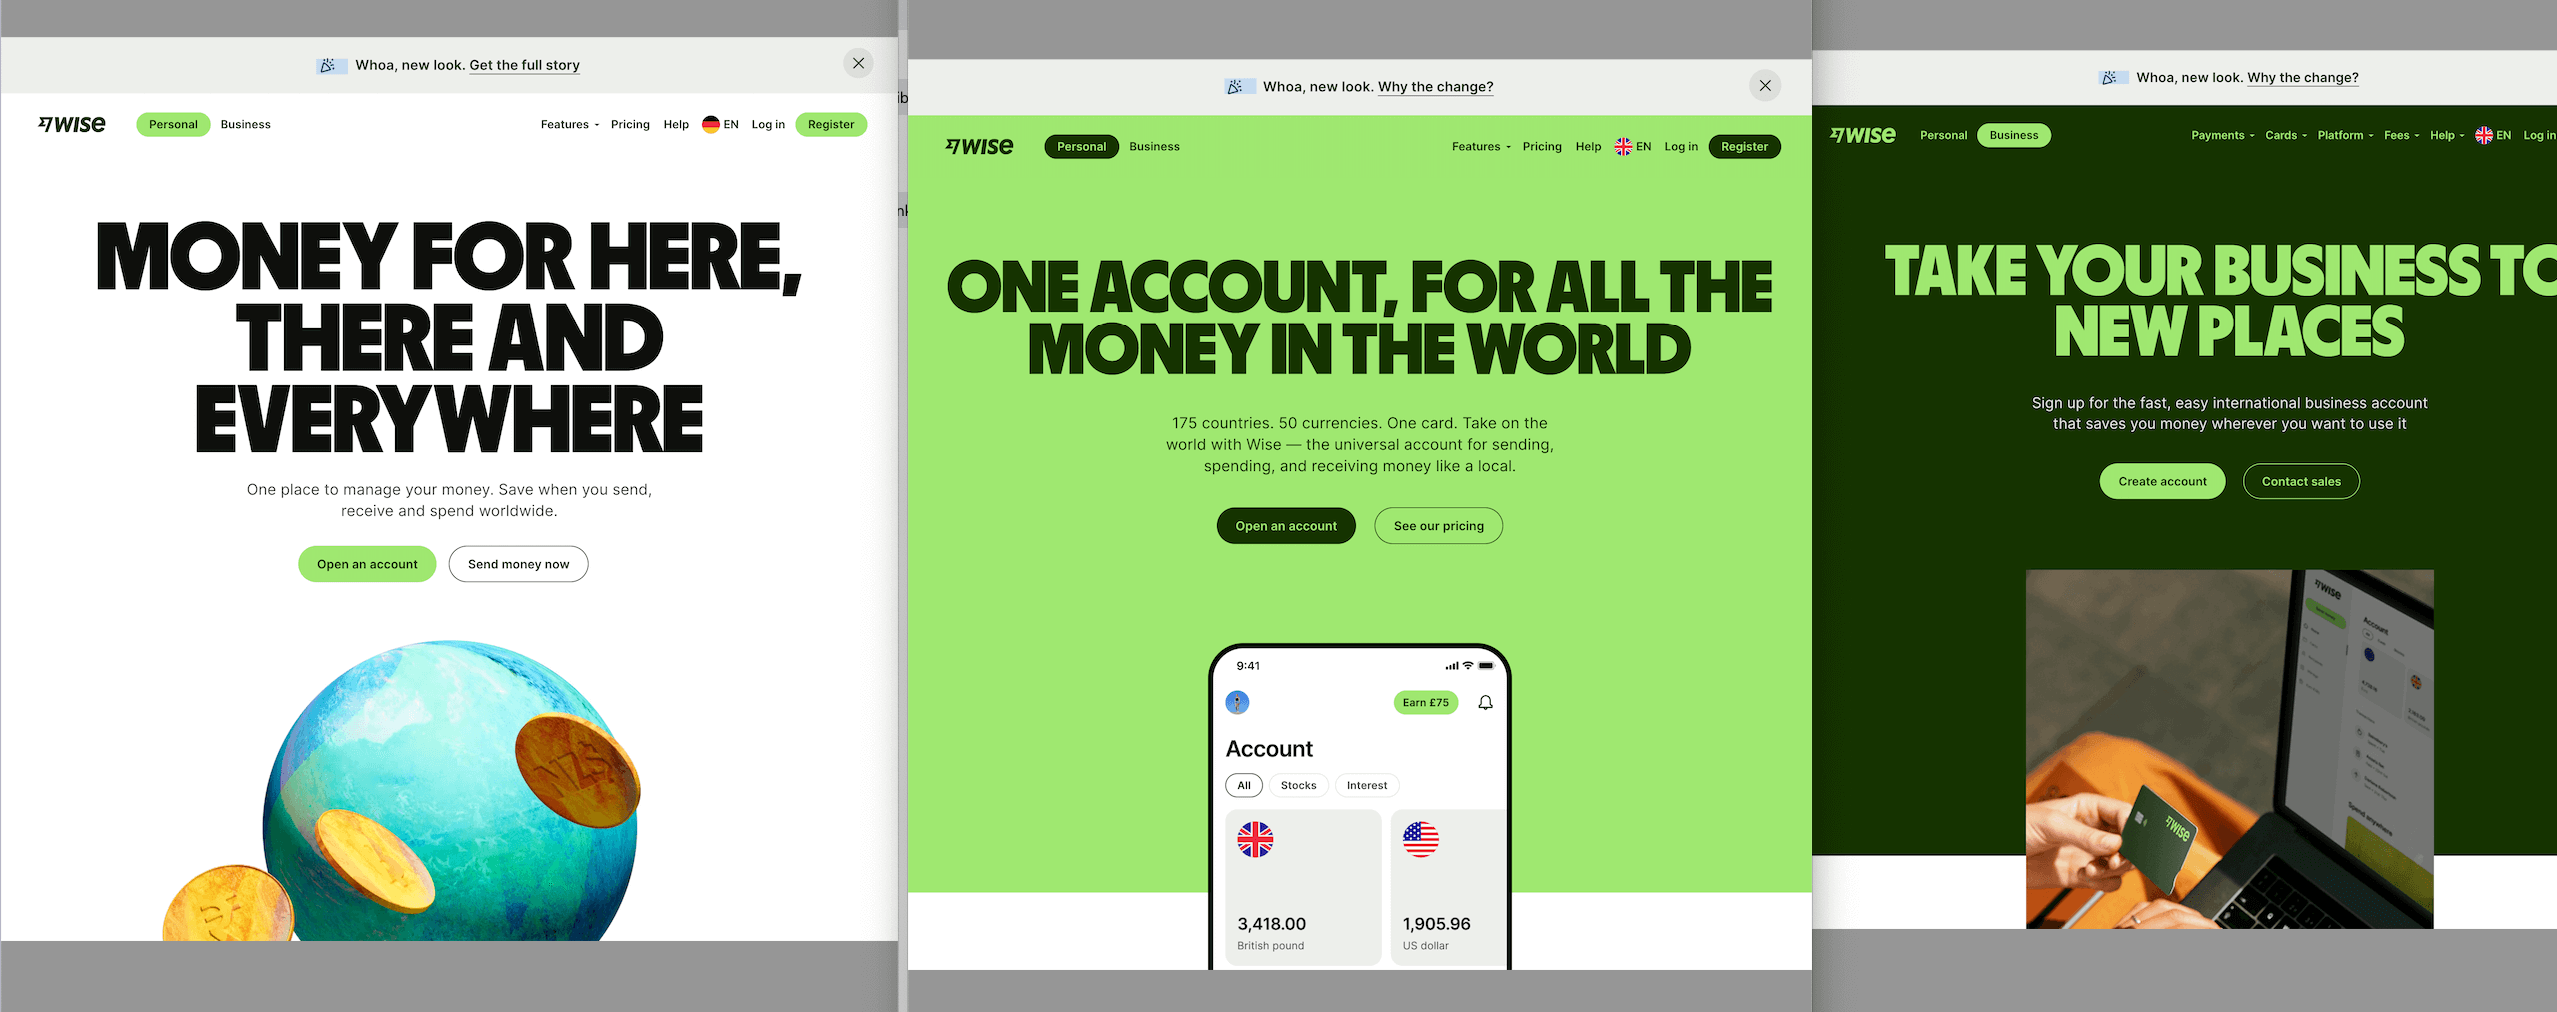 Whoa, new look. Get the full story
WISE
Personal
Business
Features
Pricing
Help
EN
Log in
Register
MONEY FOR HERE,
THERE AND
EVERYWHERE
One place to manage your money. Save when you send,
receive and spend worldwide.
Open an account
Send money now
Whoa, new look. Why the change?
WISE
Personal
Business
Features
Pricing
Help
EN
Log in
Register
ONE ACCOUNT, FOR ALL THE
MONEY IN THE WORLD
175 countries. 50 currencies. One card. Take on the
world with Wise — the universal account for sending,
spending, and receiving money like a local.
Open an account
See our pricing
9:41
Earn £75
Account
All
Stocks
Interest
3,418.00
British pound
1,905.96
US dollar
Whoa, new look. Why the change?
WISE
Personal
Business
Payments
Cards
Platform
Fees
Help
EN
Log in
TAKE YOUR BUSINESS TO
NEW PLACES
Sign up for the fast, easy international business account
that saves you money wherever you want to use it
Create account
Contact sales
WISE
Account
Spend anywhere
WISE